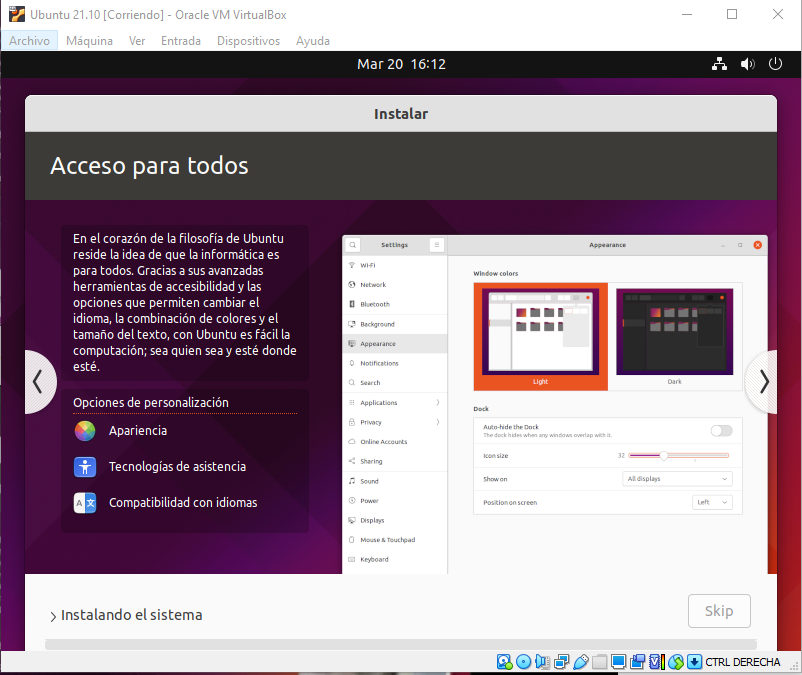 Ubuntu 21.10 [Corriendo] - Oracle VM VirtualBox
Archivo Máquina Ver Entrada Dispositivos Ayuda
Mar 20 16:12
Instalar
Acceso para todos
En el corazón de la filosofía de Ubuntu
reside la idea de que la informática es
para todos. Gracias a sus avanzadas
herramientas de accesibilidad y las
opciones que permiten cambiar el
idioma, la combinación de colores y el
tamaño del texto, con Ubuntu es fácil la
computación; sea quien sea y esté donde
esté.
Opciones de personalización
Apariencia
Tecnologías de asistencia
Compatibilidad con idiomas
Settings
Wi-Fi
Network
Bluetooth
Background
Appearance
Notifications
Search
Applications
Privacy
Online Accounts
Sharing
Sound
Power
Displays
Mouse & Touchpad
Keyboard
Appearance
Window colors
Light
Dark
Dock
Auto-hide the Dock
The dock hides when any windows overlap with it.
Icon size 32
Show on All displays
Position on screen Left
Instalando el sistema
Skip
CTRL DERECHA